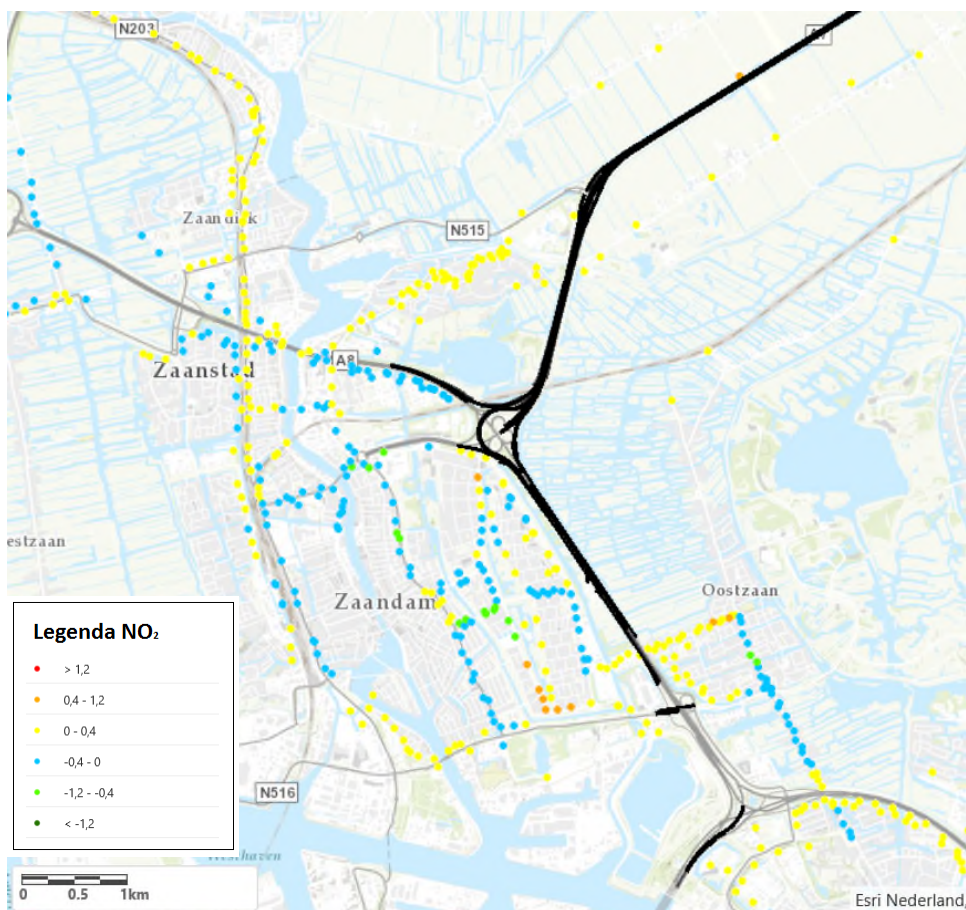 N203
Zaandijk
N515
A8
Zaanstad
estzaan
Zaandam
Oostzaan
Legenda NO₂
> 1,2
0,4 - 1,2
0 - 0,4
-0,4 - 0
-1,2 - -0,4
< -1,2
N516
Westhaven
0 0.5 1km
Esri Nederland,